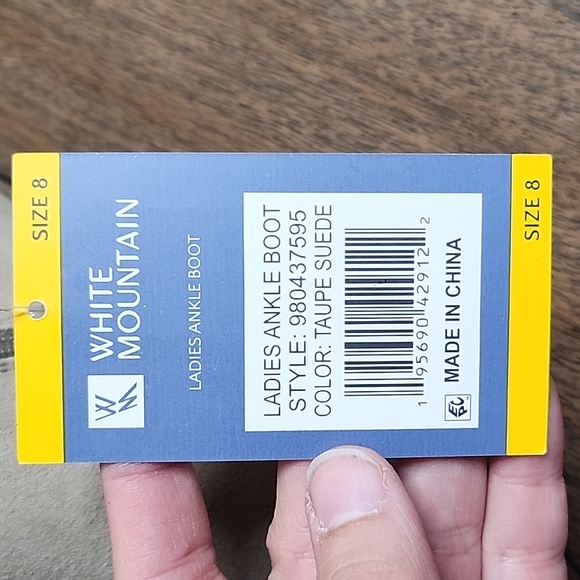 SIZE 8
WHITE
MOUNTAIN
LADIES ANKLE BOOT
LADIES ANKLE BOOT
STYLE: 980437595
COLOR: TAUPE SUEDE
1 95690 42912 2
MADE IN CHINA
SIZE 8